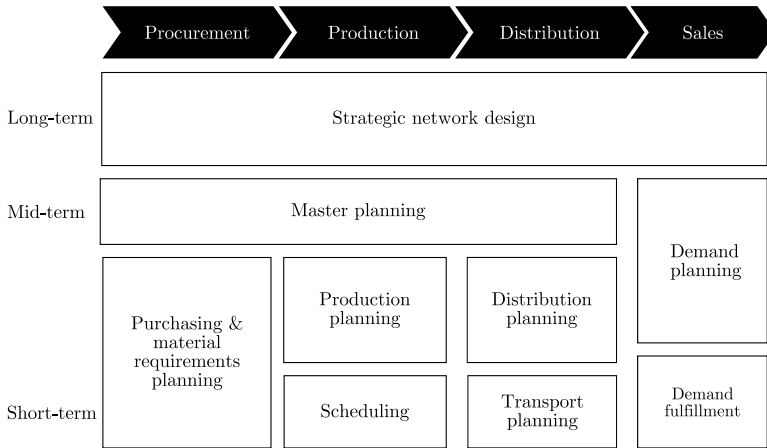 Procurement
Production
Distribution
Sales
Long-term
Strategic network design
Mid-term
Master planning
Demand
planning
Purchasing &
material
requirements
planning
Production
planning
Distribution
planning
Short-term
Scheduling
Transport
planning
Demand
fulfillment